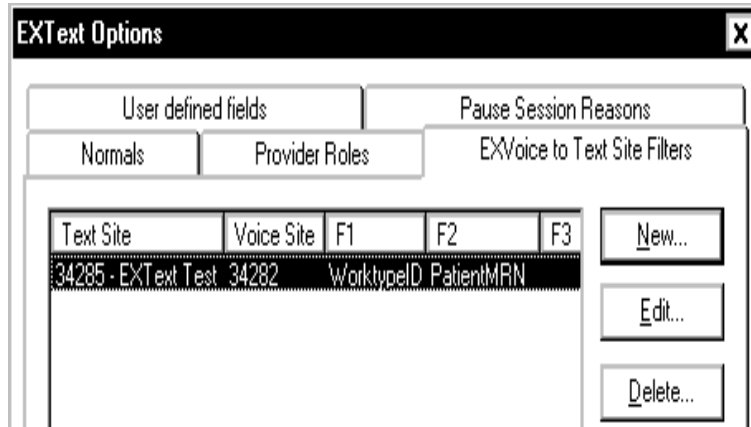 EXText Options X
User defined fields Pause Session Reasons
Normals Provider Roles EXVoice to Text Site Filters
Text Site Voice Site F1 F2 F3 New...
34285 - EXText Test 34282 WorktypeID PatientMRN
Edit...
Delete...